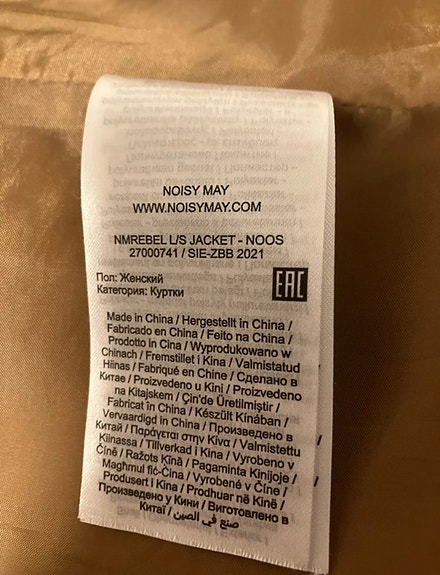 NOISY MAY
WWW.NOISYMAY.COM
NMREBEL L/S JACKET - NOOS
27000741 / SIE-ZBB 2021
Пол: Женский
Категория: Куртки
EAC
Made in China / Hergestellt in China /
Fabricado en China / Feito na China /
Prodotto in Cina / Wyprodukowano w
Chinach / Fremstillet i Kina / Valmistatud
Hiinas / Fabriqué en Chine / Сделано в
Китае / Proizvedeno u Kini / Proizvedeno
na Kitajskem / Çin'de Üretilmiştir /
Fabricat în China / Készült Kínában /
Vervaardigd in China / Произведено в
Китай / Παράγεται στην Κίνα / Valmistettu
Kiinassa / Tillverkad i Kina / Vyrobeno v
Číně / Ražots Ķīnā / Pagaminta Kinijoje /
Magħmul fiċ-Ċina / Vyrobené v Číne /
Produsert i Kina / Prodhuar në Kinë /
Произведено у Кини / Виготовлено в
Китаї / صنع في الصين